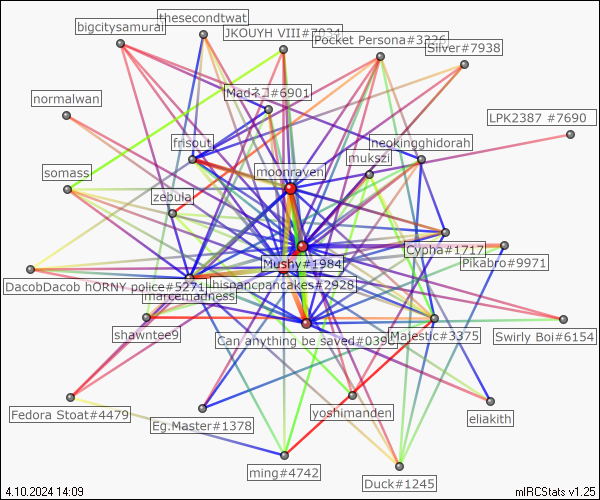 thesecondtwat
bigcitysamurai
JKOUYH VIII#7034
Pocket Persona#3326
Silver#7938
Madネコ#6901
normalwan
LPK2387 #7690
frisout
neokingghidorah
mukszi
moonraven
somass
zebula
Cypha#1717
Mushy#1984
Pikabro#9971
DacobDacob hORNY police#5271
hispancpancakes#2928
marcemadness
shawntee9
Can anything be saved#0390
Majestic#3375
Swirly Boi#6154
Fedora Stoat#4479
yoshimanden
Eg.Master#1378
eliakith
ming#4742
Duck#1245
4.10.2024 14:09
mIRCStats v1.25